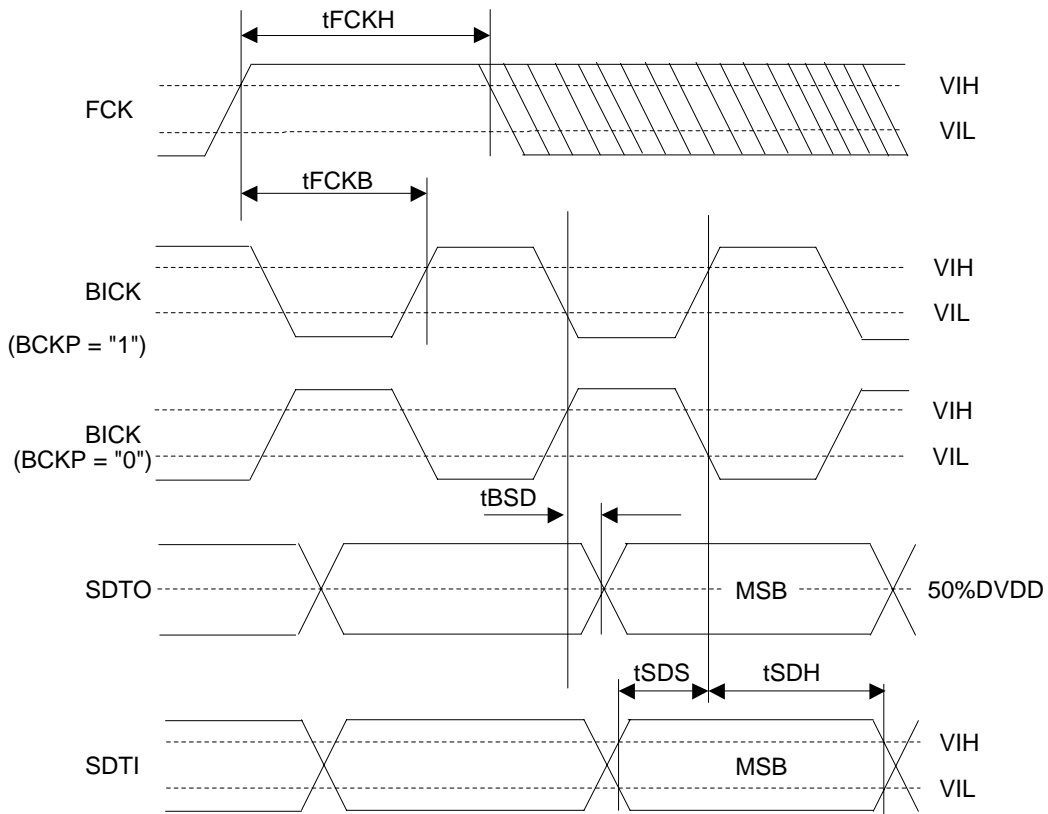 tFCKH
FCK
VIH
VIL
tFCKB
BICK
(BCKP = "1")
VIH
VIL
BICK
(BCKP = "0")
VIH
VIL
tBSD
SDTO
MSB
50%DVDD
tSDS
tSDH
SDTI
MSB
VIH
VIL